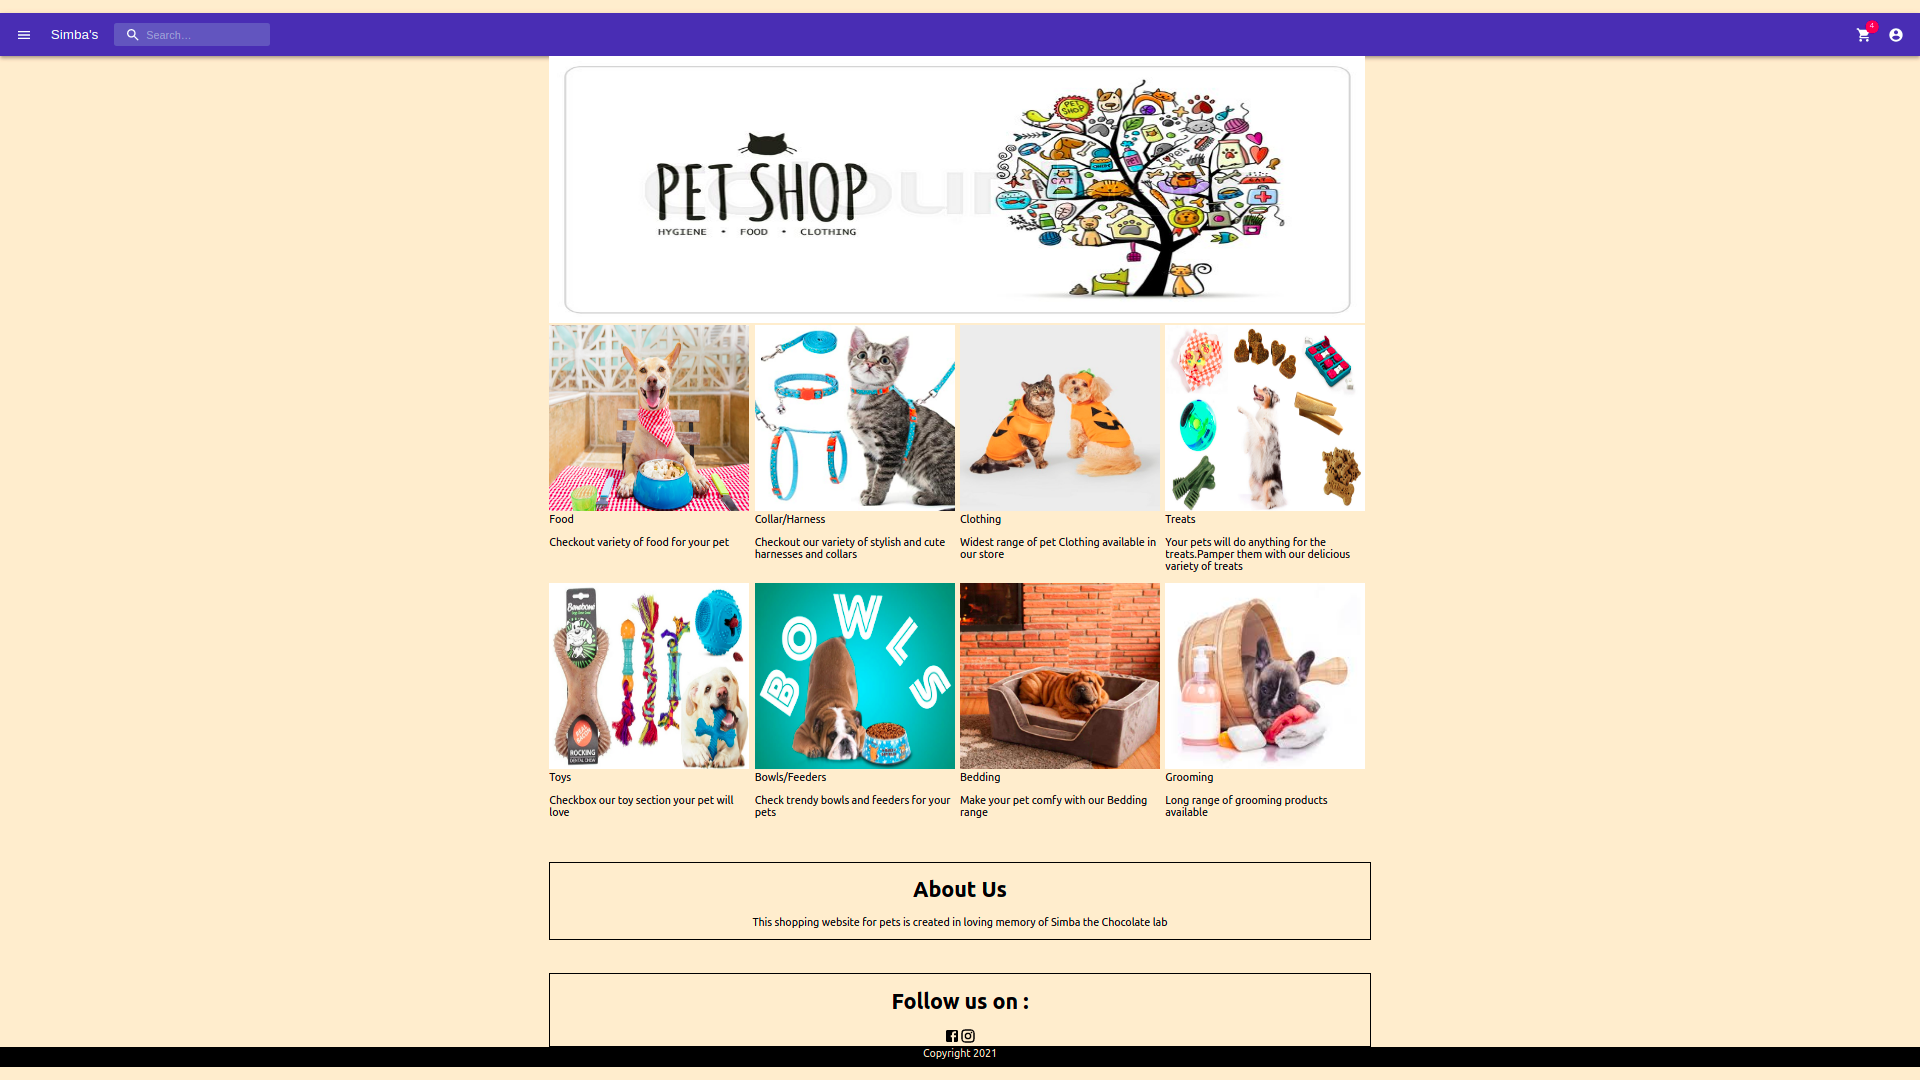 Simba's
Search…
4
PET SHOP
I ♥ Pets
CAT
PET SHOP
HYGIENE • FOOD • CLOTHING
Food
Checkout variety of food for your pet
Collar/Harness
Checkout our variety of stylish and cute
harnesses and collars
Clothing
Widest range of pet Clothing available in
our store
Treats
Your pets will do anything for the
treats.Pamper them with our delicious
variety of treats
Benebone
ROCKING
DENTAL CHEW
BOWLS
Toys
Checkbox our toy section your pet will
love
Bowls/Feeders
Check trendy bowls and feeders for your
pets
Bedding
Make your pet comfy with our Bedding
range
Grooming
Long range of grooming products
available
About Us
This shopping website for pets is created in loving memory of Simba the Chocolate lab
Follow us on :
Copyright 2021